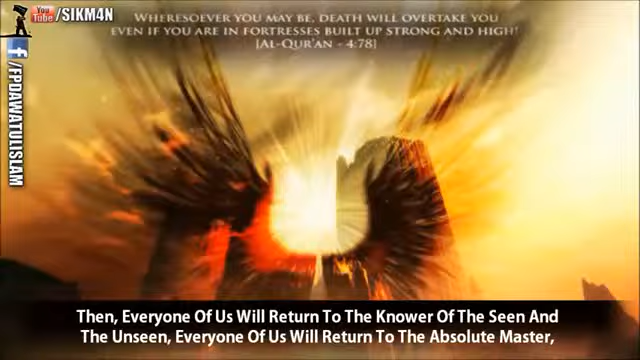 You Tube /SIKM4N
WHERESOEVER YOU MAY BE, DEATH WILL OVERTAKE YOU
EVEN IF YOU ARE IN FORTRESSES BUILT UP STRONG AND HIGH!
[AL-QUR'AN - 4:78]
f /FPDAWATULISLAM
Then, Everyone Of Us Will Return To The Knower Of The Seen And
The Unseen, Everyone Of Us Will Return To The Absolute Master,